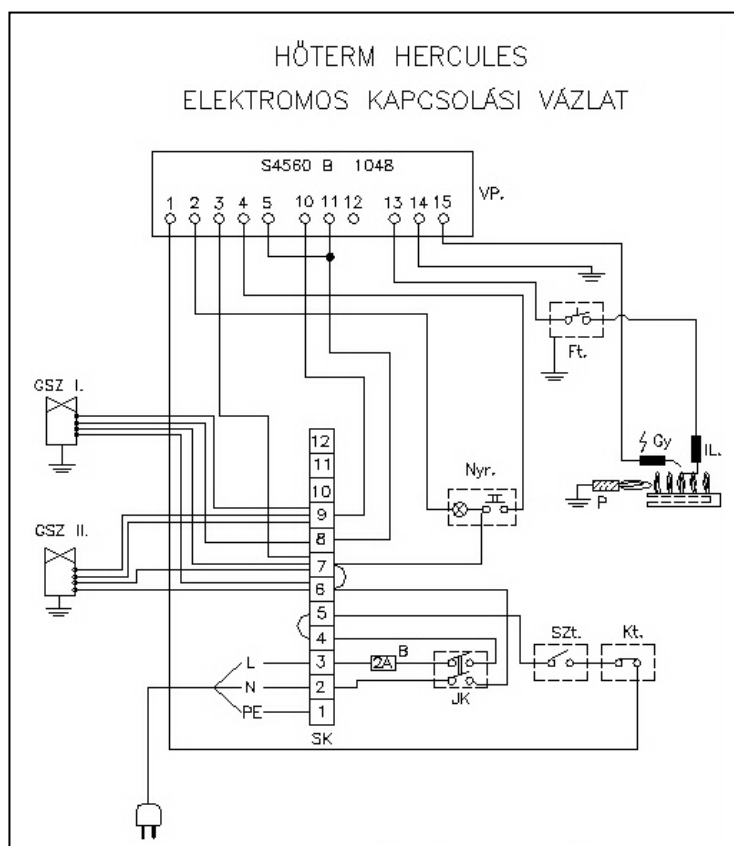 HŐTERM HERCULES
ELEKTROMOS KAPCSOLÁSI VÁZLAT
S4560 B 1048
VP.
1 2 3 4 5 10 11 12 13 14 15
Ft.
GSZ I.
Gy
IL.
P
Nyr.
GSZ II.
12
11
10
9
8
7
6
5
4
3
2
1
L
N
PE
SK
2A
B
JK
SZt.
Kt.